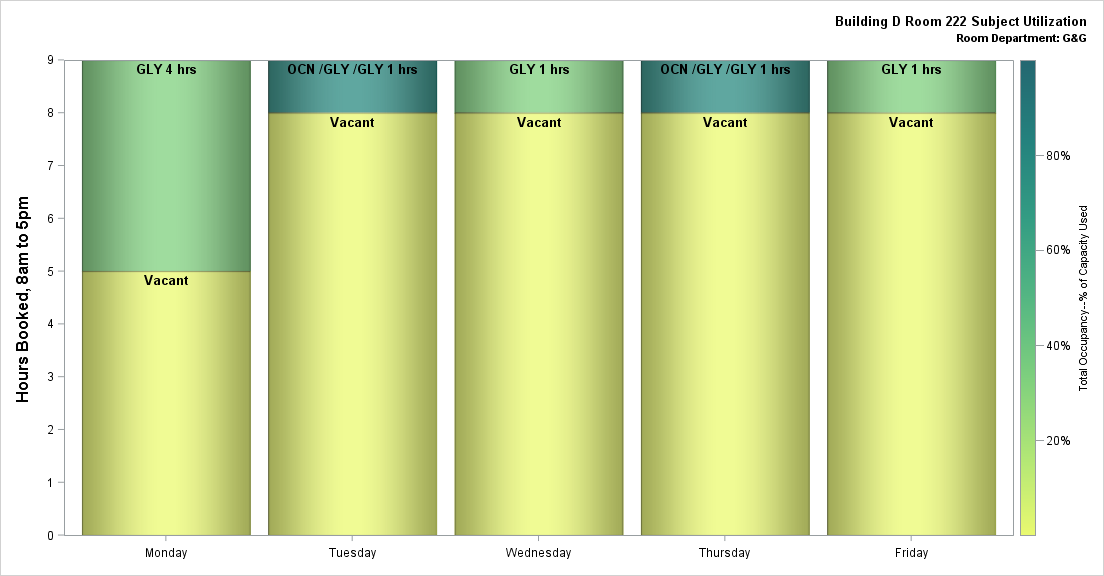 Building D Room 222 Subject Utilization
Room Department: G&G
Hours Booked, 8am to 5pm
9
8
7
6
5
4
3
2
1
0
GLY 4 hrs
Vacant
OCN /GLY /GLY 1 hrs
Vacant
GLY 1 hrs
Vacant
OCN /GLY /GLY 1 hrs
Vacant
GLY 1 hrs
Vacant
Monday
Tuesday
Wednesday
Thursday
Friday
80%
60%
40%
20%
Total Occupancy--% of Capacity Used